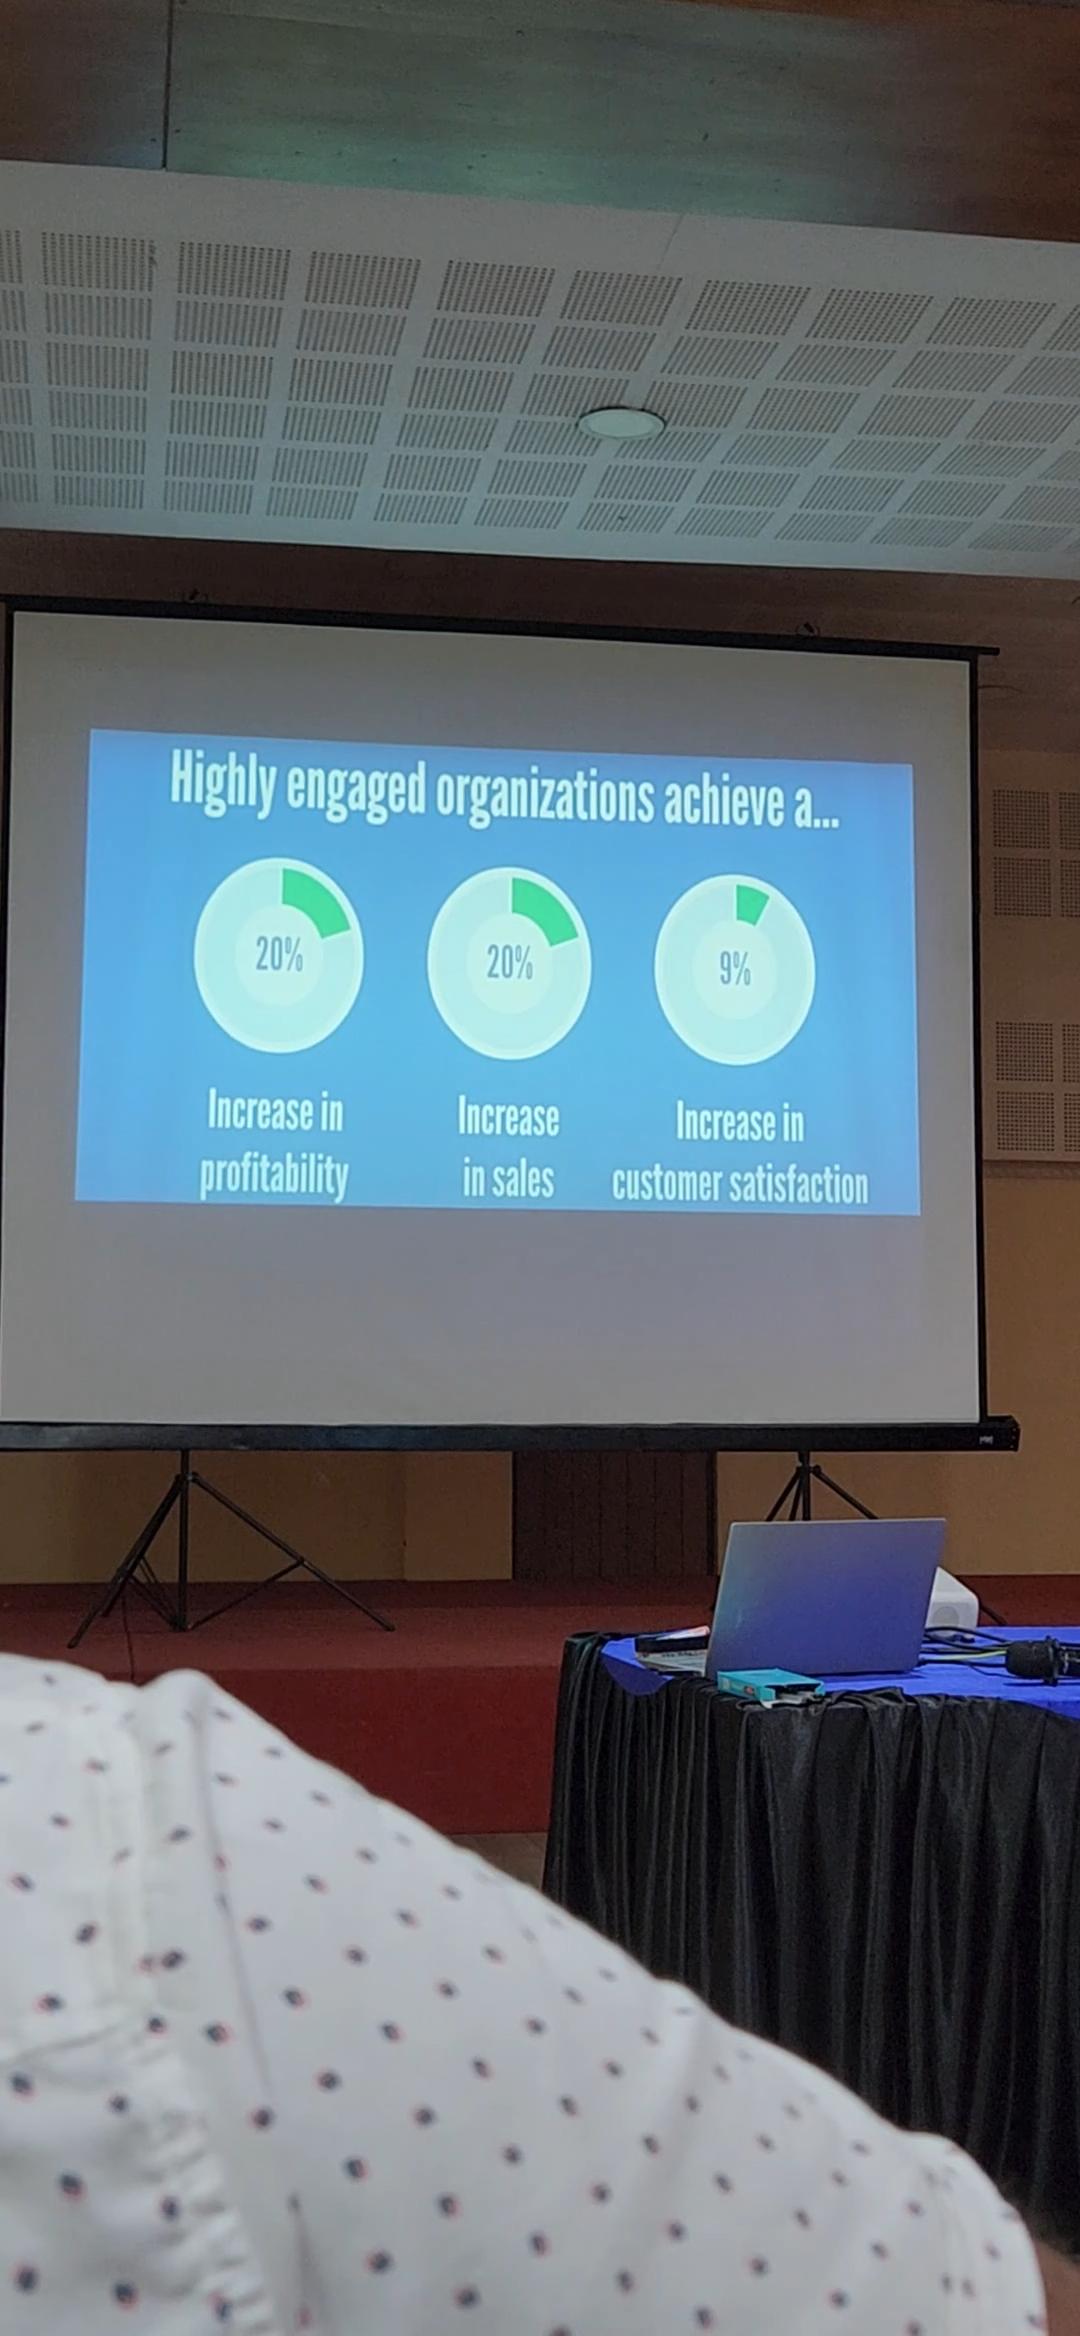 Highly engaged organizations achieve a...
20%
20%
9%
Increase in
profitability
Increase
in sales
Increase in
customer satisfaction